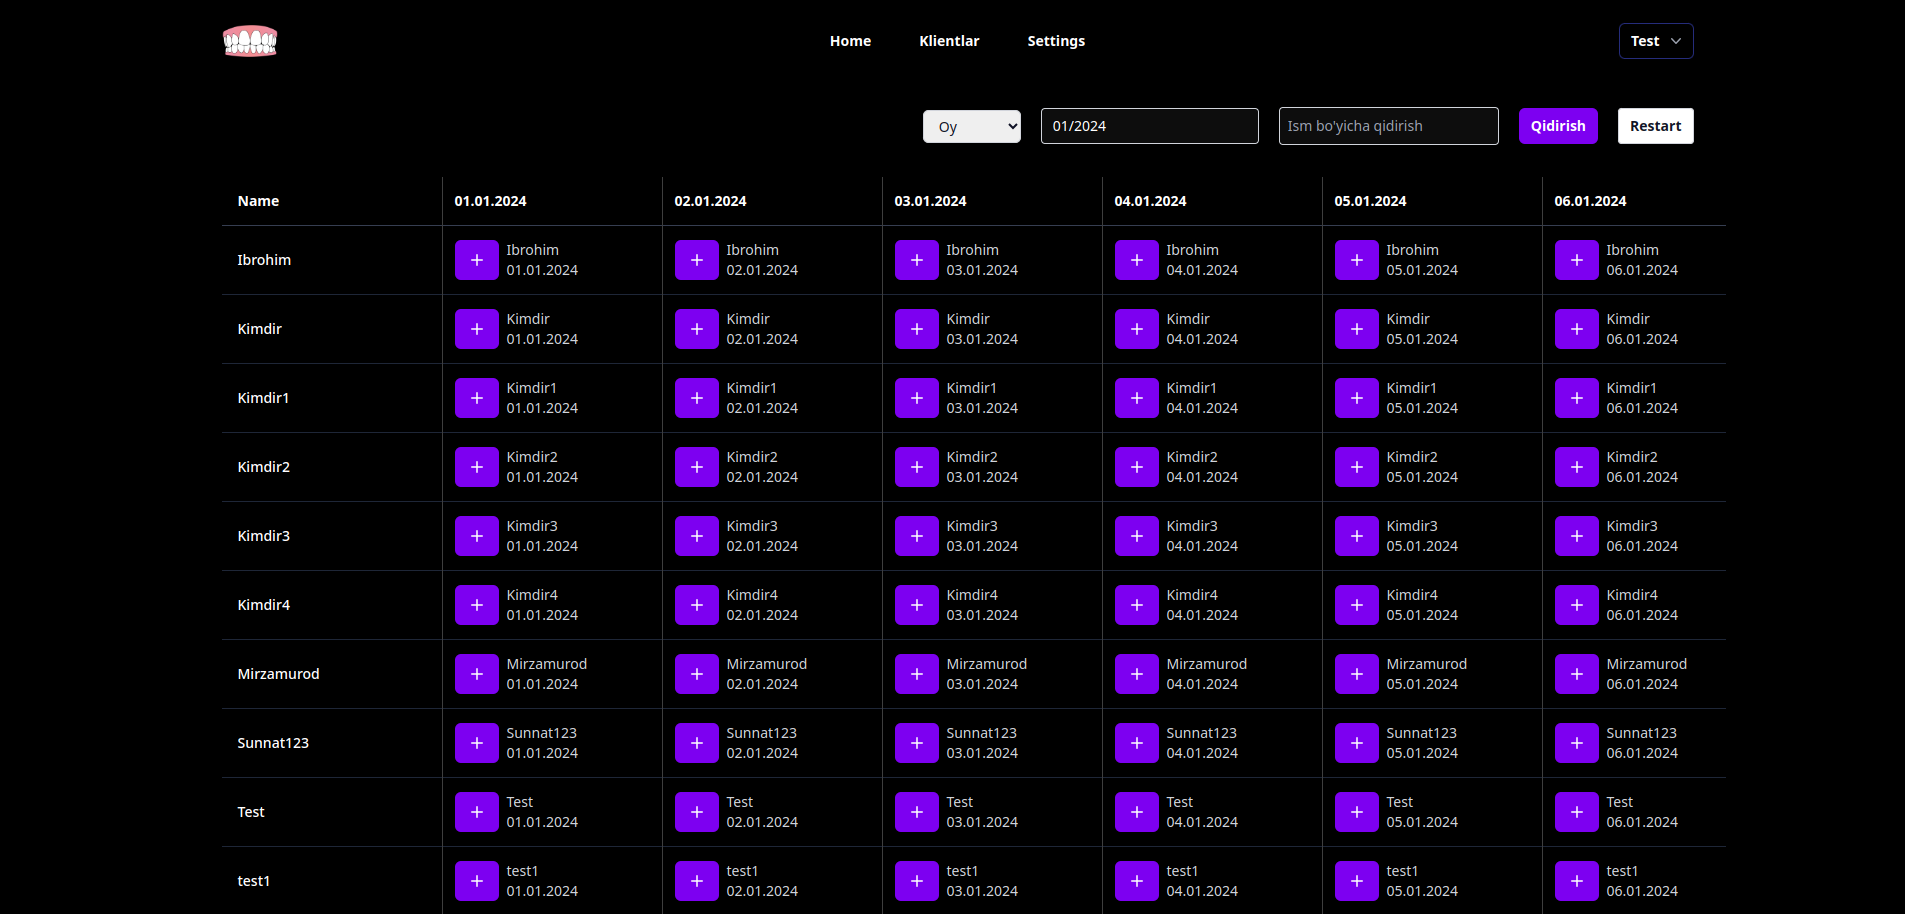 Home Klientlar Settings Test
Oy 01/2024 Ism bo'yicha qidirish Qidirish Restart
Name 01.01.2024 02.01.2024 03.01.2024 04.01.2024 05.01.2024 06.01.2024
Ibrohim + Ibrohim 01.01.2024 + Ibrohim 02.01.2024 + Ibrohim 03.01.2024 + Ibrohim 04.01.2024 + Ibrohim 05.01.2024 + Ibrohim 06.01.2024
Kimdir + Kimdir 01.01.2024 + Kimdir 02.01.2024 + Kimdir 03.01.2024 + Kimdir 04.01.2024 + Kimdir 05.01.2024 + Kimdir 06.01.2024
Kimdir1 + Kimdir1 01.01.2024 + Kimdir1 02.01.2024 + Kimdir1 03.01.2024 + Kimdir1 04.01.2024 + Kimdir1 05.01.2024 + Kimdir1 06.01.2024
Kimdir2 + Kimdir2 01.01.2024 + Kimdir2 02.01.2024 + Kimdir2 03.01.2024 + Kimdir2 04.01.2024 + Kimdir2 05.01.2024 + Kimdir2 06.01.2024
Kimdir3 + Kimdir3 01.01.2024 + Kimdir3 02.01.2024 + Kimdir3 03.01.2024 + Kimdir3 04.01.2024 + Kimdir3 05.01.2024 + Kimdir3 06.01.2024
Kimdir4 + Kimdir4 01.01.2024 + Kimdir4 02.01.2024 + Kimdir4 03.01.2024 + Kimdir4 04.01.2024 + Kimdir4 05.01.2024 + Kimdir4 06.01.2024
Mirzamurod + Mirzamurod 01.01.2024 + Mirzamurod 02.01.2024 + Mirzamurod 03.01.2024 + Mirzamurod 04.01.2024 + Mirzamurod 05.01.2024 + Mirzamurod 06.01.2024
Sunnat123 + Sunnat123 01.01.2024 + Sunnat123 02.01.2024 + Sunnat123 03.01.2024 + Sunnat123 04.01.2024 + Sunnat123 05.01.2024 + Sunnat123 06.01.2024
Test + Test 01.01.2024 + Test 02.01.2024 + Test 03.01.2024 + Test 04.01.2024 + Test 05.01.2024 + Test 06.01.2024
test1 + test1 01.01.2024 + test1 02.01.2024 + test1 03.01.2024 + test1 04.01.2024 + test1 05.01.2024 + test1 06.01.2024